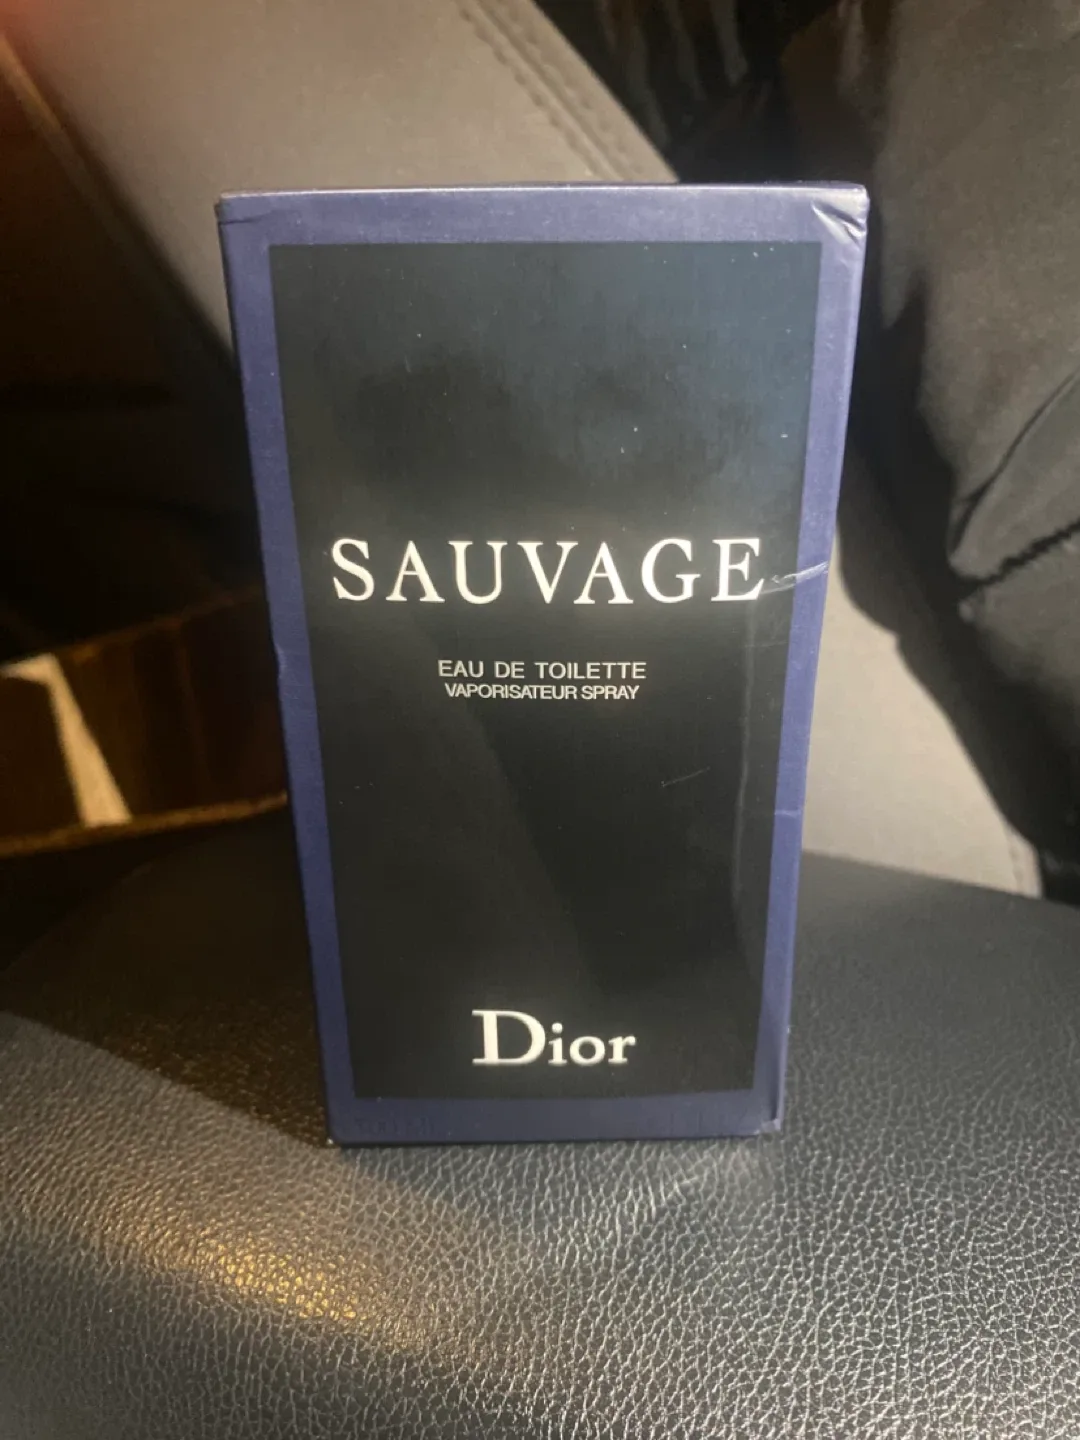 SAUVAGE
EAU DE TOILETTE
VAPORISATEUR SPRAY
Dior